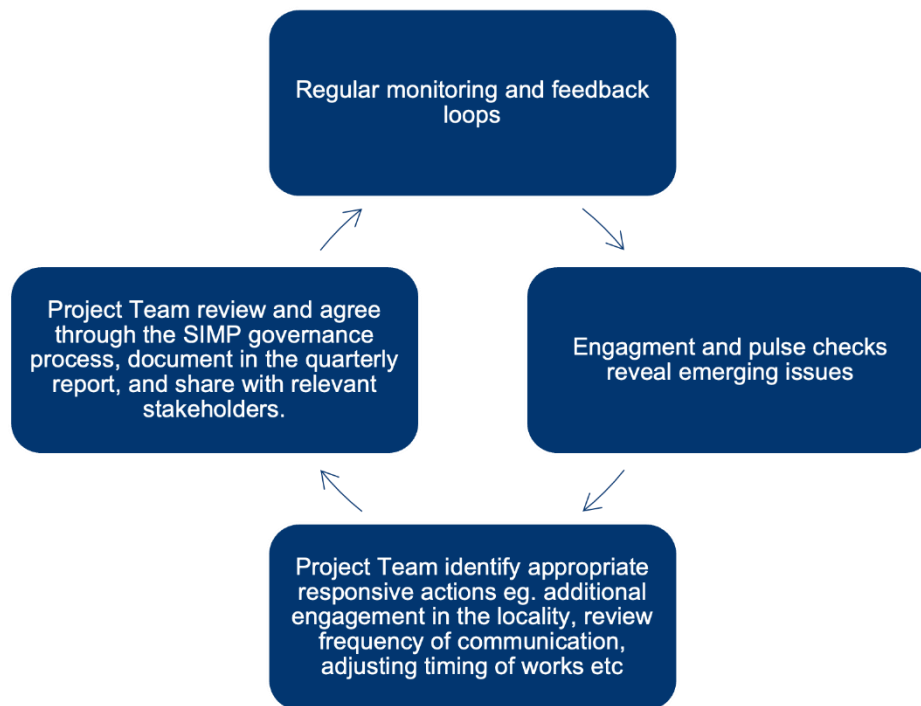 Regular monitoring and feedback
loops
Engagment and pulse checks
reveal emerging issues
Project Team identify appropriate
responsive actions eg. additional
engagement in the locality, review
frequency of communication,
adjusting timing of works etc
Project Team review and agree
through the SIMP governance
process, document in the quarterly
report, and share with relevant
stakeholders.